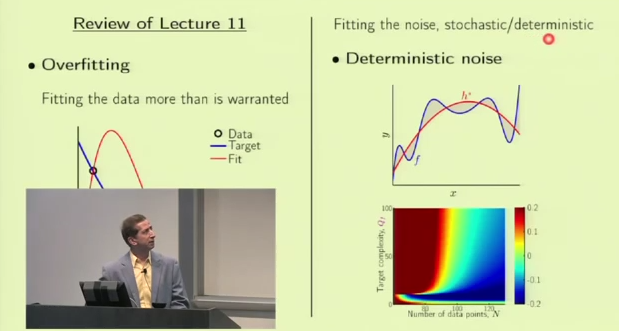 Review of Lecture 11
• Overfitting
Fitting the data more than is warranted
Data
Target
Fit
Fitting the noise, stochastic/deterministic
• Deterministic noise
h*
f
y
x
100
50
0
Target complexity, Q_f
80
100
120
Number of data points, N
0.2
0.1
0
-0.1
-0.2